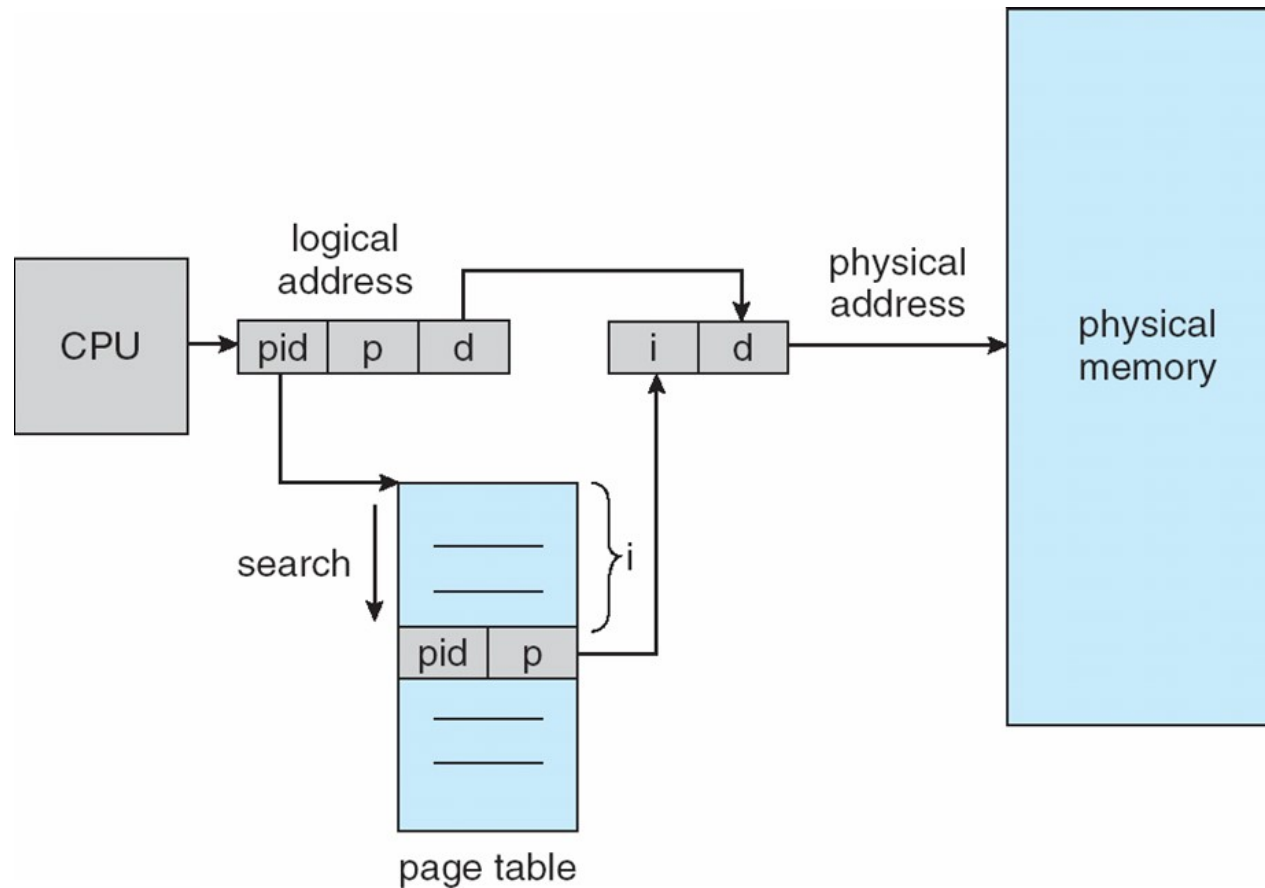 logical
address
physical
address
CPU
pid
p
d
i
d
physical
memory
search
i
pid
p
page table